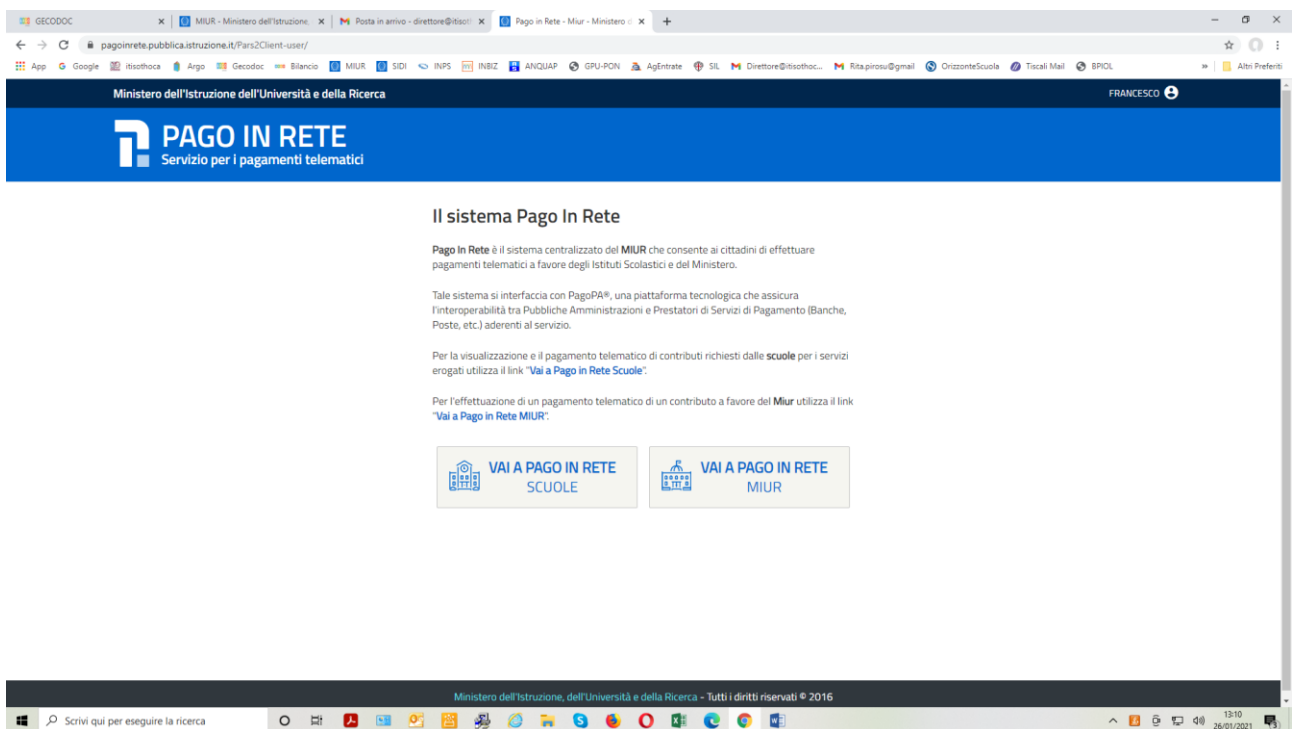 GECODOC
MIUR - Ministero dell'Istruzione,
Posta in arrivo - direttore@itisot
Pago in Rete - Miur - Ministero
pagoinrete.pubblica.istruzione.it/Pars2Client-user/
App Google itisothoca Argo Gecodoc Bilancio MIUR SIDI INPS INBIZ ANQUAP GPU-PON AgEntrate SIL Direttore@itisothoc... Rita.pirosu@gmail OrizzonteScuola Tiscali Mail BPIOL » Altri Preferiti
Ministero dell'Istruzione dell'Università e della Ricerca
FRANCESCO
PAGO IN RETE
Servizio per i pagamenti telematici
Il sistema Pago In Rete
Pago In Rete è il sistema centralizzato del MIUR che consente ai cittadini di effettuare
pagamenti telematici a favore degli Istituti Scolastici e del Ministero.
Tale sistema si interfaccia con PagoPA®, una piattaforma tecnologica che assicura
l'interoperabilità tra Pubbliche Amministrazioni e Prestatori di Servizi di Pagamento (Banche,
Poste, etc.) aderenti al servizio.
Per la visualizzazione e il pagamento telematico di contributi richiesti dalle scuole per i servizi
erogati utilizza il link "Vai a Pago in Rete Scuole".
Per l'effettuazione di un pagamento telematico di un contributo a favore del Miur utilizza il link
"Vai a Pago in Rete MIUR".
VAI A PAGO IN RETE
SCUOLE
VAI A PAGO IN RETE
MIUR
Ministero dell'Istruzione, dell'Università e della Ricerca - Tutti i diritti riservati © 2016
Scrivi qui per eseguire la ricerca
13:10
26/01/2021